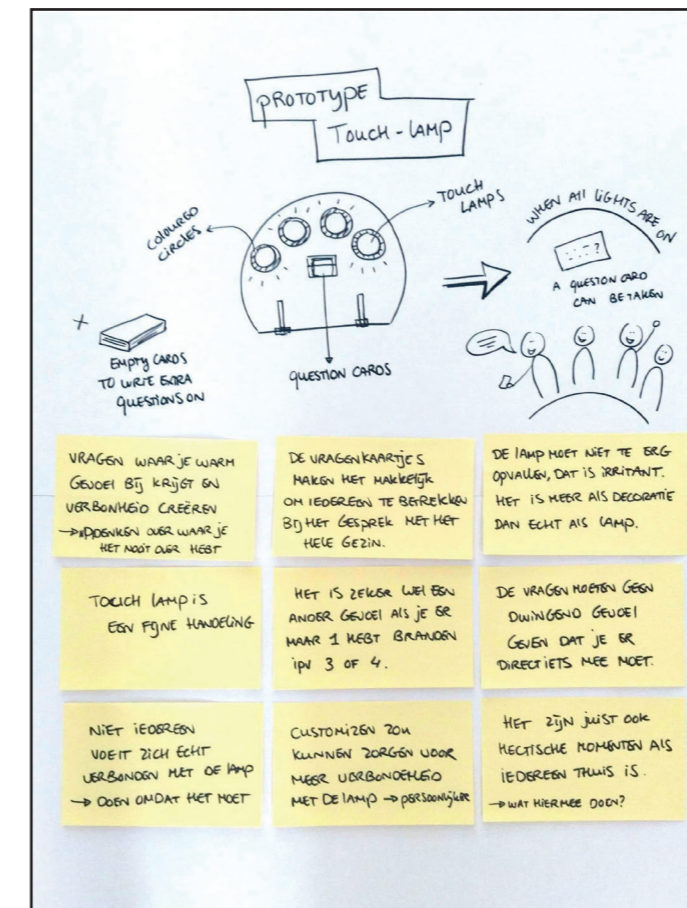 PROTOTYPE
TOUCH-LAMP
COLOURED
CIRCLES
TOUCH
LAMPS
WHEN All LIGHTS ARE ON
?
A QUESTION CARD
CAN BE TAKEN
+
EMPTY CARDS
TO WRITE EXTRA
QUESTIONS ON
QUESTION CARDS
VRAGEN WAAR JE WARM
GEVOEL BIJ KRIJGT EN
VERBONHEID CREËREN
NADENKEN OVER WAAR JE
HET NOOIT OVER HEBT
DE VRAGENKAARTJES
MAKEN HET MAKKELIJK
OM IEDEREEN TE BETREKKEN
BIJ HET GESPREK MET HET
HELE GEZIN.
DE LAMP MOET NIET TE ERG
OPVALLEN, DAT IS IRRITANT.
HET IS MEER ALS DECORATIE
DAN ECHT ALS LAMP.
TOUCH LAMP IS
EEN FIJNE HANDELING
HET IS ZEKER WEL EEN
ANDER GEVOEL ALS JE ER
MAAR 1 HEBT BRANDEN
IPV 3 OF 4.
DE VRAGEN MOETEN GEEN
DWINGEND GEVOEL
GEVEN DAT JE ER
DIRECT IETS MEE MOET.
NIET IEDEREEN
VOELT ZICH ECHT
VERBONDEN MET DE LAMP
→ DOEN OMDAT HET MOET
CUSTOMIZEN ZOU
KUNNEN ZORGEN VOOR
MEER VERBONDENHEID
MET DE LAMP → PERSOONLIJKER
HET ZIJN JUIST OOK
HECTISCHE MOMENTEN ALS
IEDEREEN THUIS IS.
→ WAT HIERMEE DOEN?